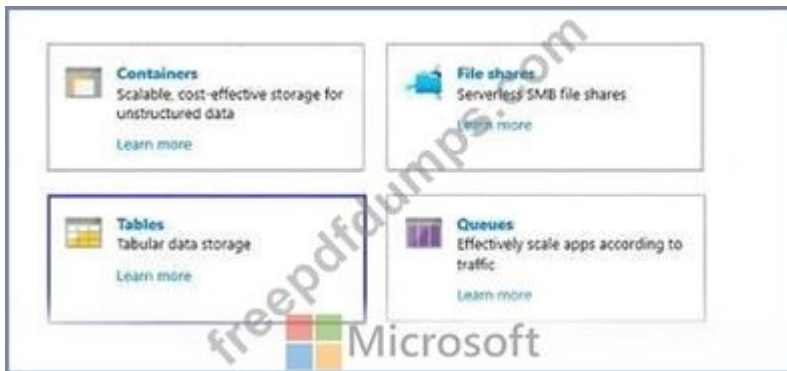 Containers
Scalable, cost-effective storage for
unstructured data
Learn more
File shares
Serverless SMB file shares
Learn more
Tables
Tabular data storage
Learn more
Queues
Effectively scale apps according to
traffic
Learn more
freepdfdumps.com
Microsoft